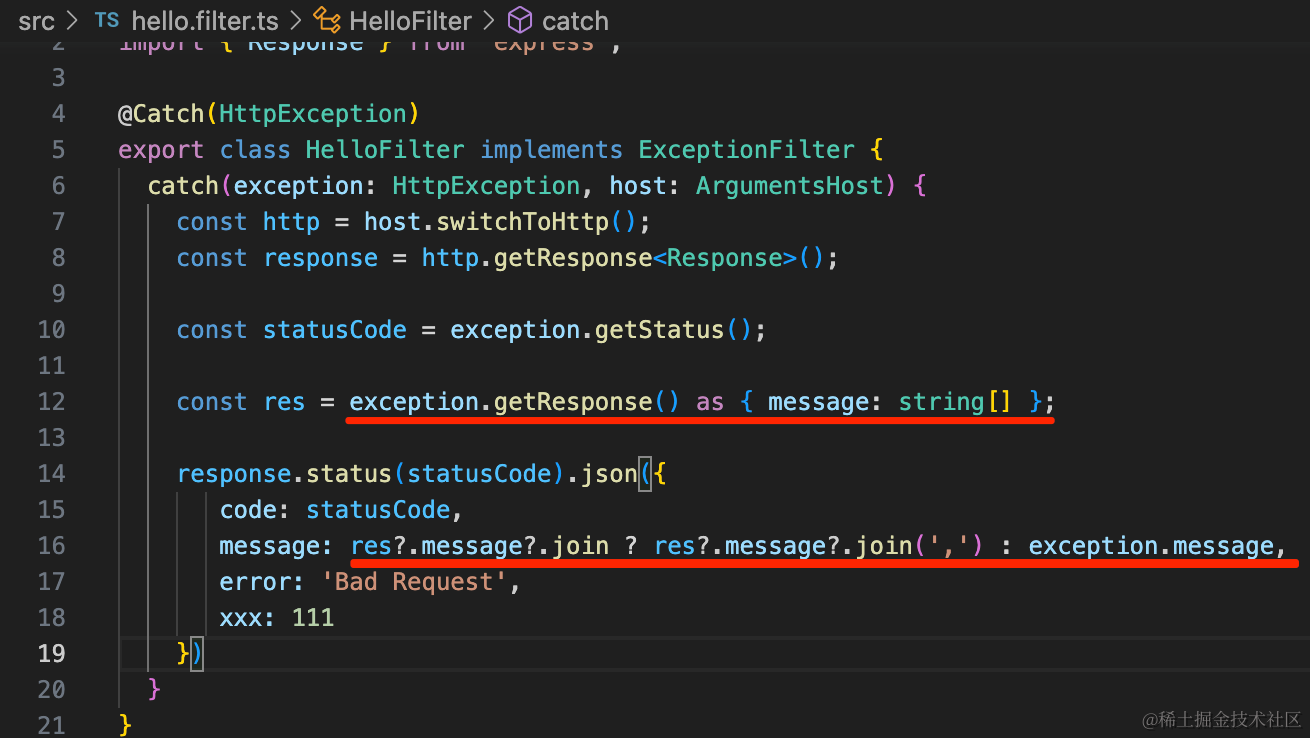 src > TS hello.filter.ts > HelloFilter > catch
2 import { Response } from "express";
3
4 @Catch(HttpException)
5 export class HelloFilter implements ExceptionFilter {
6 catch(exception: HttpException, host: ArgumentsHost) {
7 const http = host.switchToHttp();
8 const response = http.getResponse<Response>();
9
10 const statusCode = exception.getStatus();
11
12 const res = exception.getResponse() as { message: string[] };
13
14 response.status(statusCode).json({
15 code: statusCode,
16 message: res?.message?.join ? res?.message?.join(',') : exception.message,
17 error: 'Bad Request',
18 xxx: 111
19 })
20 }
21 }
@稀土掘金技术社区